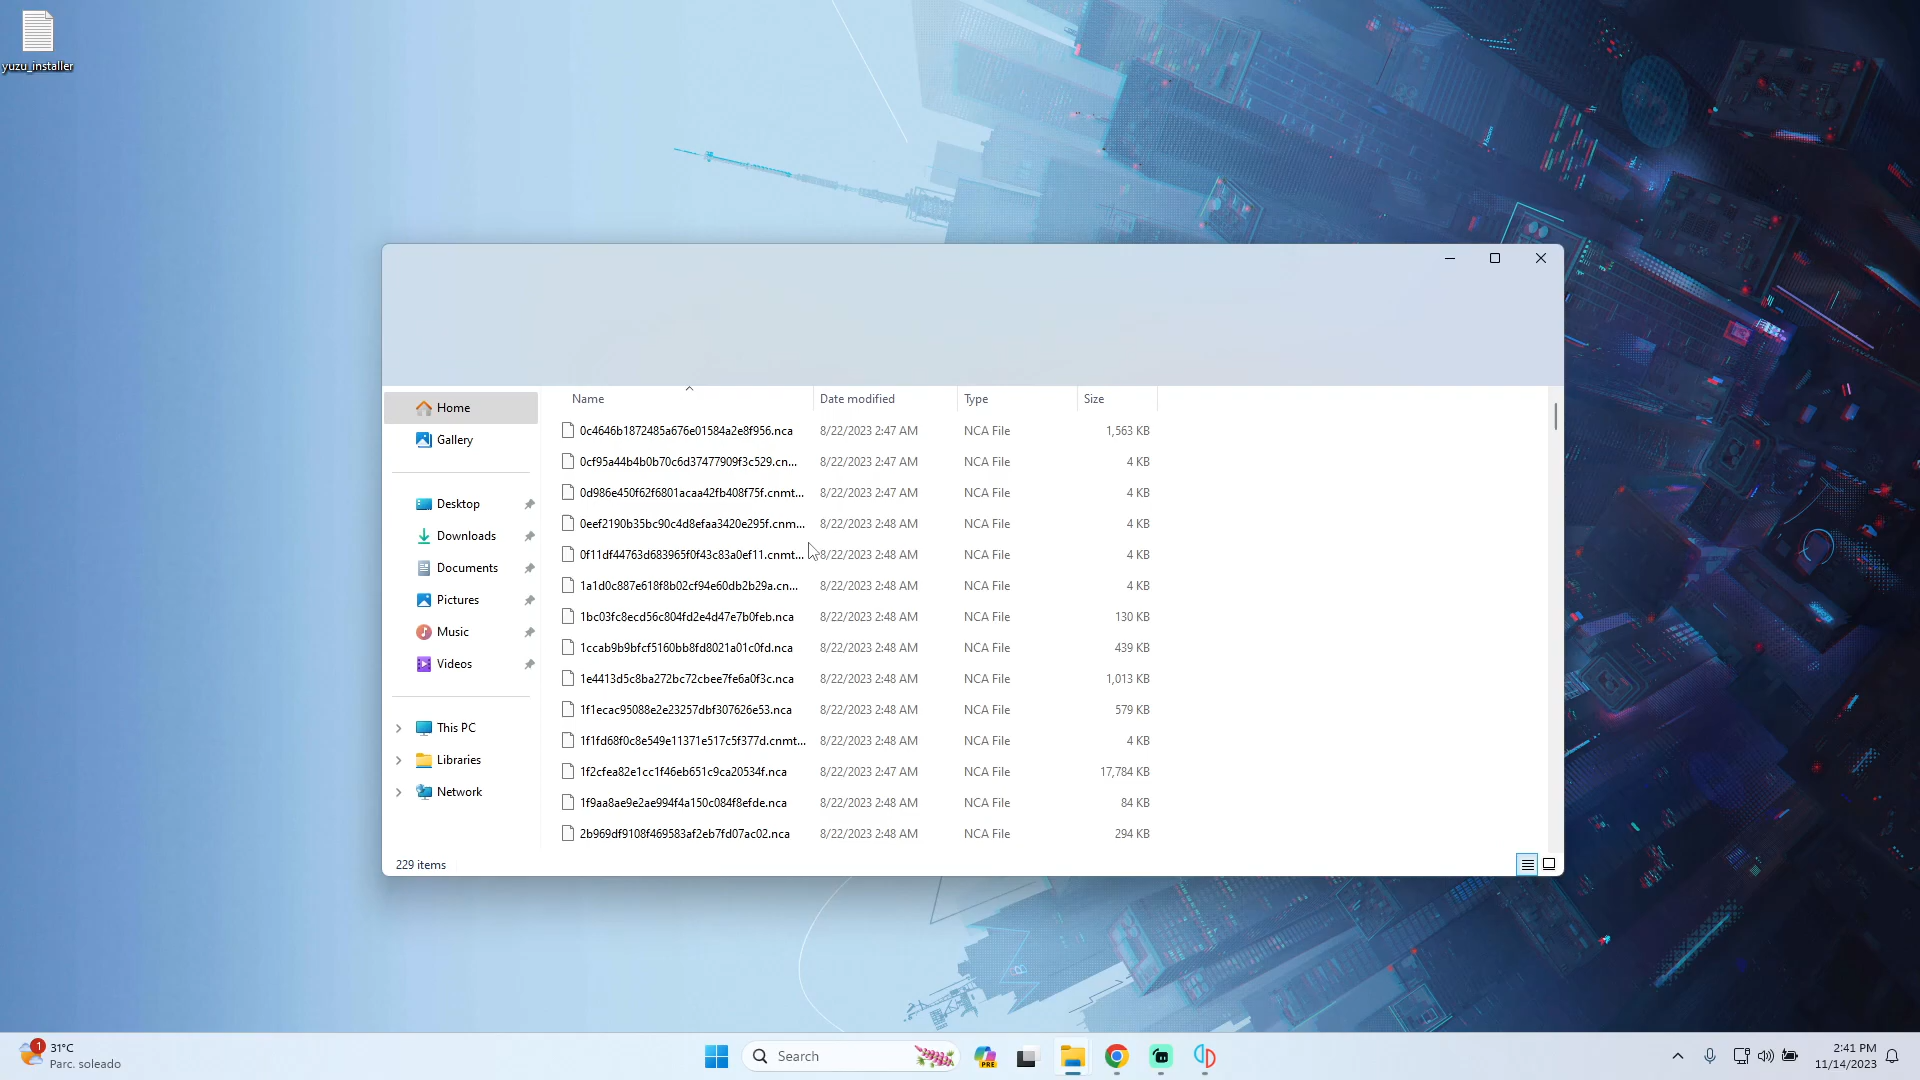 yuzu_installer
Name Date modified Type Size
Home
Gallery
Desktop
Downloads
Documents
Pictures
Music
Videos
This PC
Libraries
Network
0c4646b1872485a676e01584a2e8f956.nca 8/22/2023 2:47 AM NCA File 1,563 KB
0cf95a44b4b0b70c6d37477909f3c529.cn... 8/22/2023 2:47 AM NCA File 4 KB
0d986e450f62f6801acaa42fb408f75f.cnmt... 8/22/2023 2:47 AM NCA File 4 KB
0eef2190b35bc90c4d8efaa3420e295f.cnm... 8/22/2023 2:48 AM NCA File 4 KB
0f11df44763d683965f0f43c83a0ef11.cnmt... 8/22/2023 2:48 AM NCA File 4 KB
1a1d0c887e618f8b02cf94e60db2b29a.cn... 8/22/2023 2:48 AM NCA File 4 KB
1bc03fc8ecd56c804fd2e4d47e7b0feb.nca 8/22/2023 2:48 AM NCA File 130 KB
1ccab9b9bfcf5160bb8fd8021a01c0fd.nca 8/22/2023 2:48 AM NCA File 439 KB
1e4413d5c8ba272bc72cbee7fe6a0f3c.nca 8/22/2023 2:48 AM NCA File 1,013 KB
1f1ecac95088e2e23257dbf307626e53.nca 8/22/2023 2:48 AM NCA File 579 KB
1f1fd68f0c8e549e11371e517c5f377d.cnmt... 8/22/2023 2:48 AM NCA File 4 KB
1f2cfea82e1cc1f46eb651c9ca20534f.nca 8/22/2023 2:47 AM NCA File 17,784 KB
1f9aa8ae9e2ae994f4a150c084f8efde.nca 8/22/2023 2:48 AM NCA File 84 KB
2b969df9108f469583af2eb7fd07ac02.nca 8/22/2023 2:48 AM NCA File 294 KB
229 items
1
31°C
Parc. soleado
Search
PRE
2:41 PM
11/14/2023